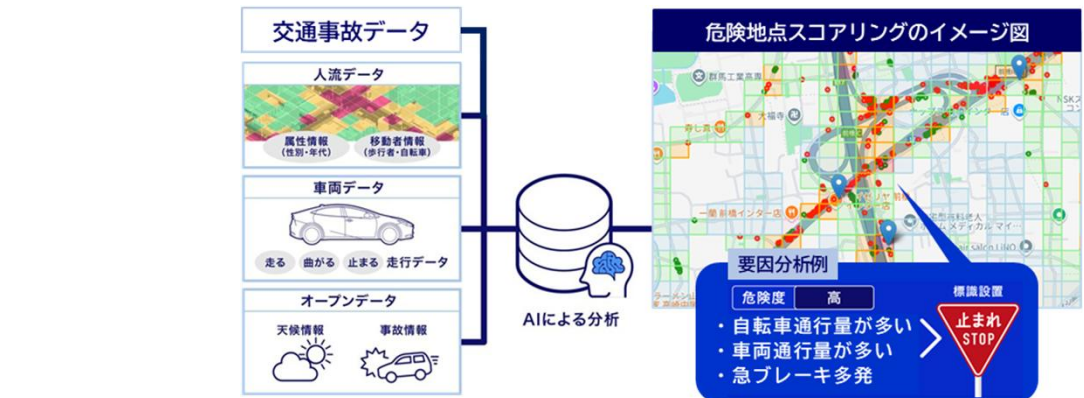 交通事故データ
人流データ
属性情報
(性別・年代)
移動者情報
(歩行者・自転車)
車両データ
走る 曲がる 止まる 走行データ
オープンデータ
天候情報 事故情報
AIによる分析
危険地点スコアリングのイメージ図
群馬工業高専
大福寺
一蘭 前橋インター店
要因分析例
危険度 高
・自転車通行量が多い
・車両通行量が多い
・急ブレーキ多発
標識設置
止まれ
STOP